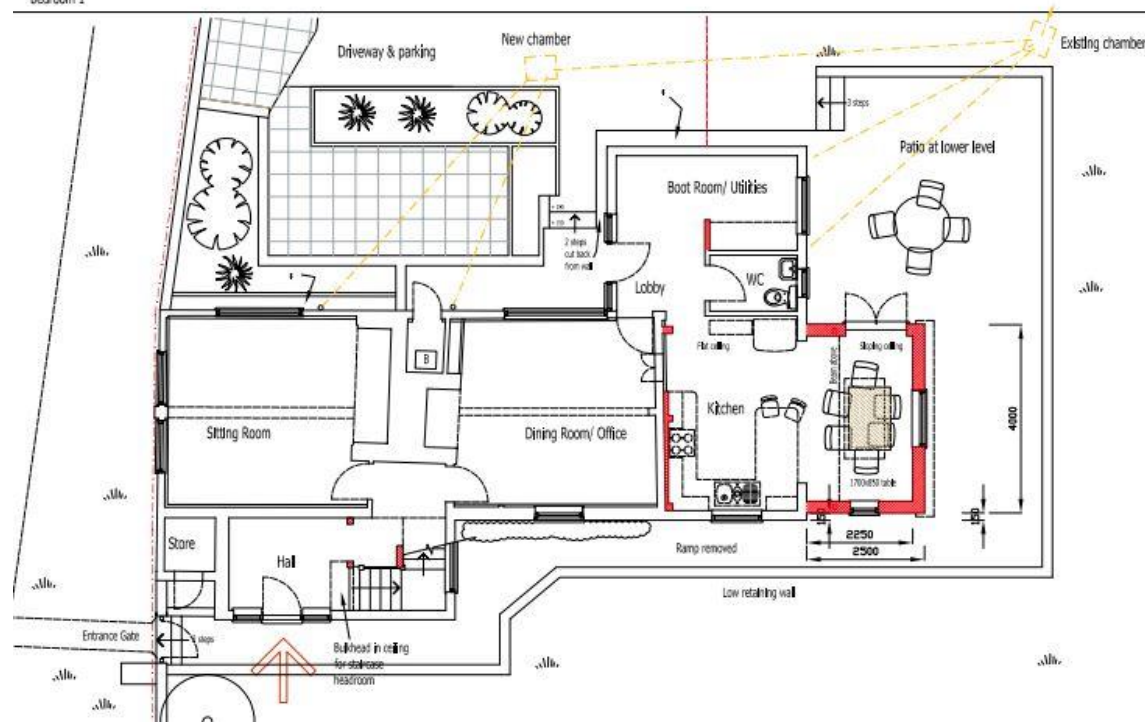 Bedroom 1
Driveway & parking
New chamber
Existing chamber
3 steps
Patio at lower level
Boot Room/ Utilities
2 steps
cut back
from wall
Lobby
WC
Flat ceiling
Sloping ceiling
Beam above
B
Kitchen
Sitting Room
Dining Room/ Office
4000
1700x850 table
150
150
2250
2500
Store
Hall
Ramp removed
Low retaining wall
Entrance Gate
steps
Bulkhead in ceiling
for staircase
headroom